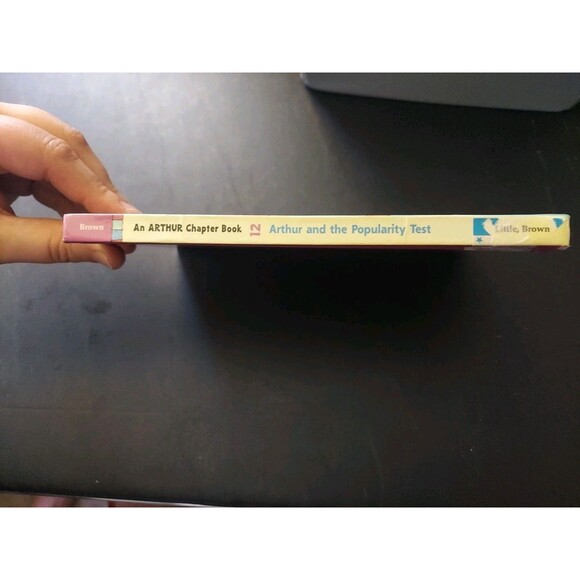 Brown An ARTHUR Chapter Book 12 Arthur and the Popularity Test Little, Brown